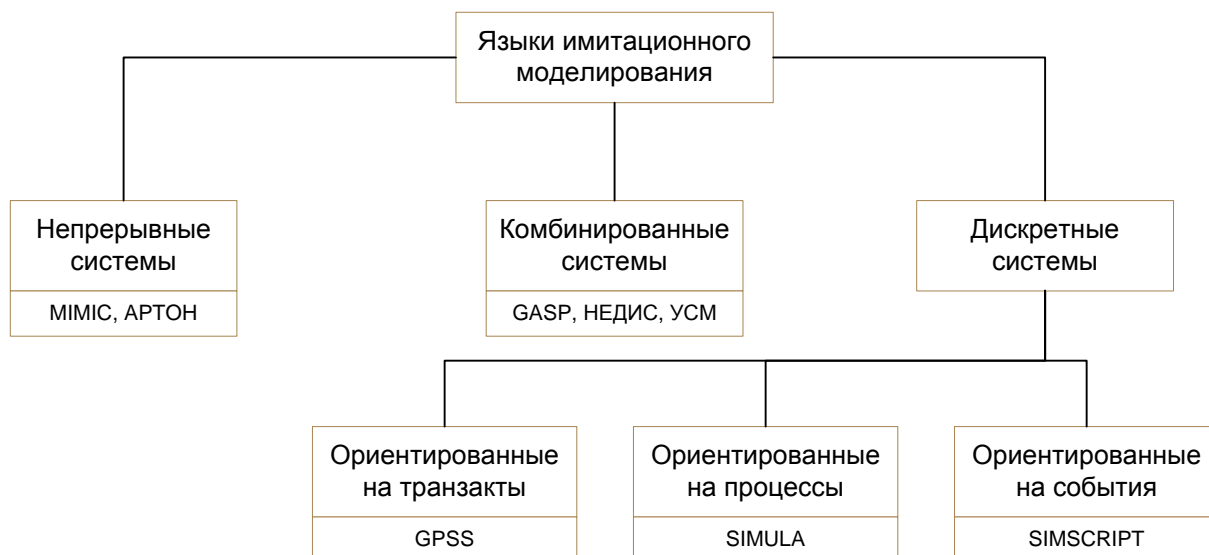 Языки имитационного
моделирования
Непрерывные
системы
MIMIC, АРТОН
Комбинированные
системы
GASP, НЕДИС, УСМ
Дискретные
системы
Ориентированные
на транзакты
GPSS
Ориентированные
на процессы
SIMULA
Ориентированные
на события
SIMSCRIPT